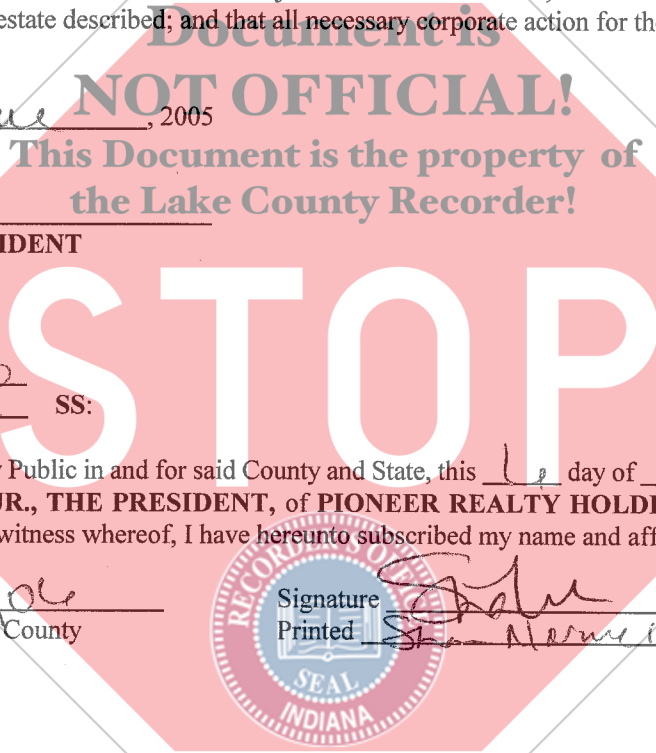 estate described; and that all necessary corporate action for the
Document is
NOT OFFICIAL!
, 2005
This Document is the property of
the Lake County Recorder!
IDENT
STOP
SS:
Public in and for said County and State, this day of
JR., THE PRESIDENT, of PIONEER REALTY HOLDI
witness whereof, I have hereunto subscribed my name and aff
RECORDER'S OFFICE
Signature
County
Printed
SEAL
INDIANA